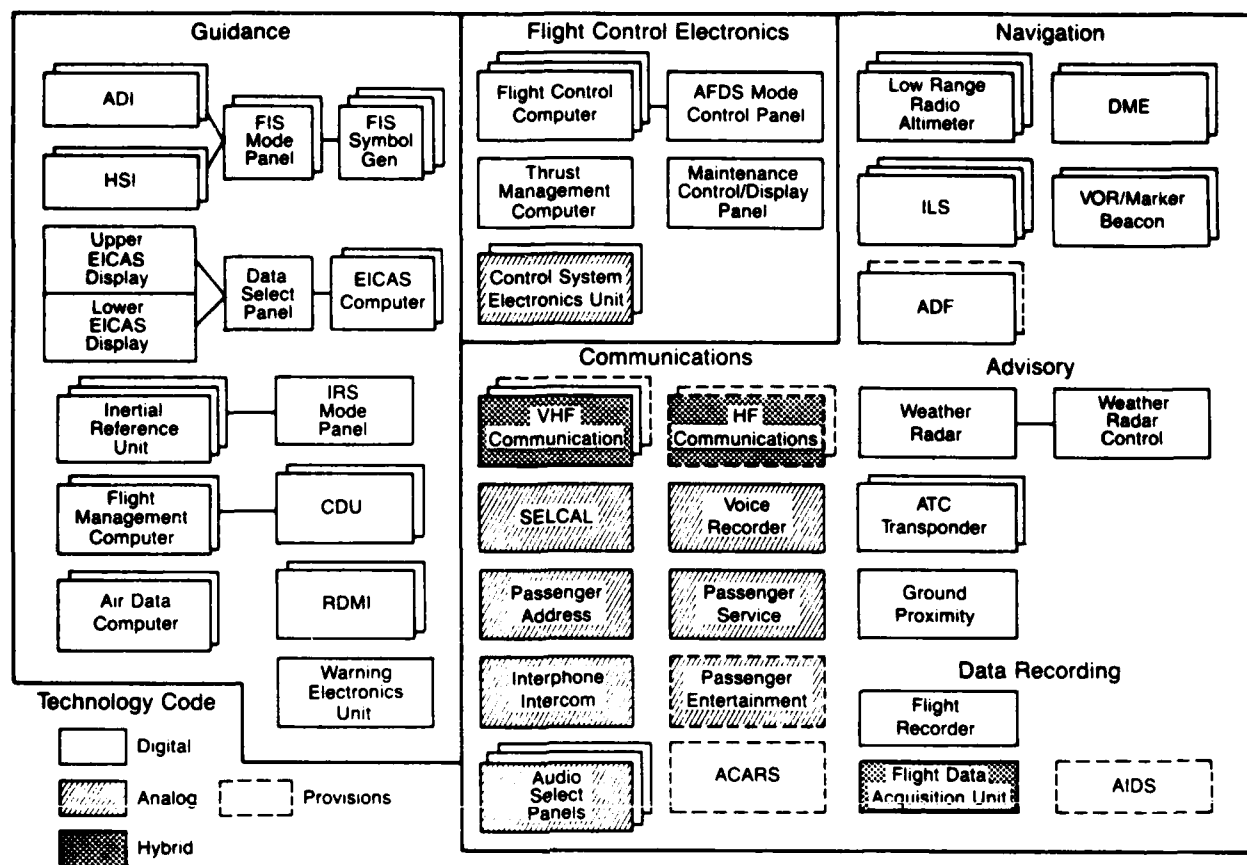 Guidance
ADI
HSI
FIS
Mode
Panel
FIS
Symbol
Gen
Upper
EICAS
Display
Lower
EICAS
Display
Data
Select
Panel
EICAS
Computer
Inertial
Reference
Unit
IRS
Mode
Panel
Flight
Management
Computer
CDU
Air Data
Computer
RDMI
Warning
Electronics
Unit
Flight Control Electronics
Flight Control
Computer
AFDS Mode
Control Panel
Thrust
Management
Computer
Maintenance
Control/Display
Panel
Control System
Electronics Unit
Navigation
Low Range
Radio
Altimeter
DME
ILS
VOR/Marker
Beacon
ADF
Communications
VHF
Communication
HF
Communications
SELCAL
Voice
Recorder
Passenger
Address
Passenger
Service
Interphone
Intercom
Passenger
Entertainment
Audio
Select
Panels
ACARS
Advisory
Weather
Radar
Weather
Radar
Control
ATC
Transponder
Ground
Proximity
Data Recording
Flight
Recorder
Flight Data
Acquisition Unit
AIDS
Technology Code
Digital
Analog
Provisions
Hybrid